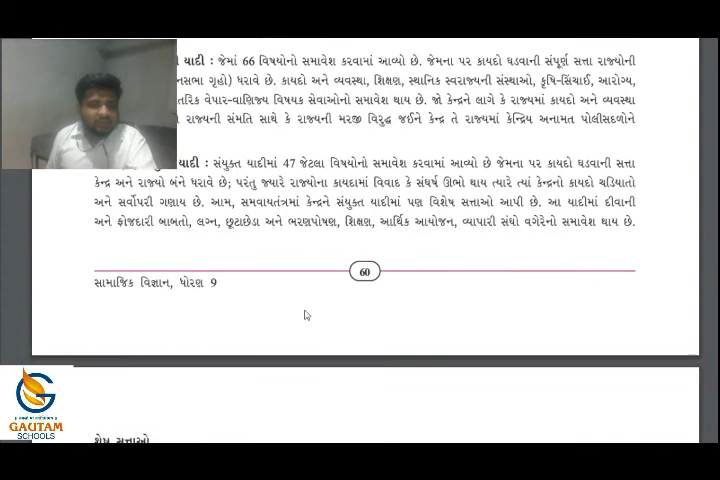 યાદી : જેમાં 66 વિષયોનો સમાવેશ કરવામાં આવ્યો છે. જેમના પર કાયદો ઘડવાની સંપૂર્ણ સત્તા રાજ્યોની
નસભા ગૃહો) ધરાવે છે. કાયદો અને વ્યવસ્થા, શિક્ષણ, સ્થાનિક સ્વરાજ્યની સંસ્થાઓ, કૃષિ-સિંચાઈ, આરોગ્ય,
તરિક વેપાર-વાણિજ્ય વિષયક સેવાઓનો સમાવેશ થાય છે. જો કેન્દ્રને લાગે કે રાજ્યમાં કાયદો અને વ્યવસ્થા
રાજ્યની સંમતિ સાથે કે રાજ્યની મરજી વિરુદ્ધ જઈને કેન્દ્ર તે રાજ્યમાં કેન્દ્રિય અનામત પોલીસદળોને
યાદી : સંયુક્ત યાદીમાં 47 જેટલા વિષયોનો સમાવેશ કરવામાં આવ્યો છે જેમના પર કાયદો ઘડવાની સત્તા
કેન્દ્ર અને રાજ્યો બંને ધરાવે છે; પરંતુ જ્યારે રાજ્યોના કાયદામાં વિવાદ કે સંઘર્ષ ઊભો થાય ત્યારે ત્યાં કેન્દ્રનો કાયદો ચડિયાતો
અને સર્વોપરી ગણાય છે. આમ, સમવાયતંત્રમાં કેન્દ્રને સંયુક્ત યાદીમાં પણ વિશેષ સત્તાઓ આપી છે. આ યાદીમાં દીવાની
અને ફોજદારી બાબતો, લગ્ન, છૂટાછેડા અને ભરણપોષણ, શિક્ષણ, આર્થિક આયોજન, વ્યાપારી સંઘો વગેરેનો સમાવેશ થાય છે.
60
સામાજિક વિજ્ઞાન, ધોરણ 9
GAUTAM
SCHOOLS
શેષ સત્તાઓ